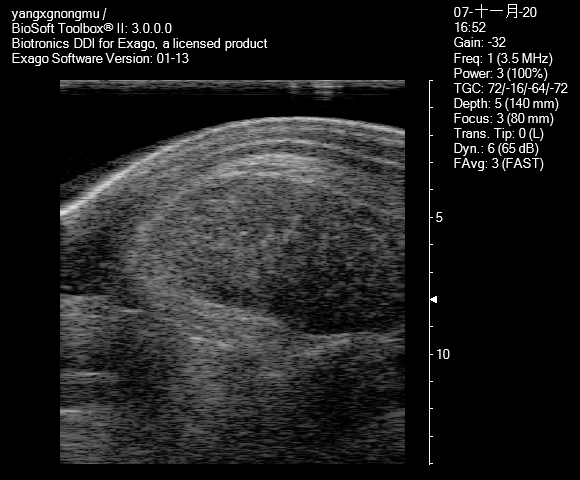 yangxgnongmu /
BioSoft Toolbox® II: 3.0.0.0
Biotronics DDI for Exago, a licensed product
Exago Software Version: 01-13
07-十一月-20
16:52
Gain: -32
Freq: 1 (3.5 MHz)
Power: 3 (100%)
TGC: 72/-16/-64/-72
Depth: 5 (140 mm)
Focus: 3 (80 mm)
Trans. Tip: 0 (L)
Dyn.: 6 (65 dB)
FAvg: 3 (FAST)
5
10